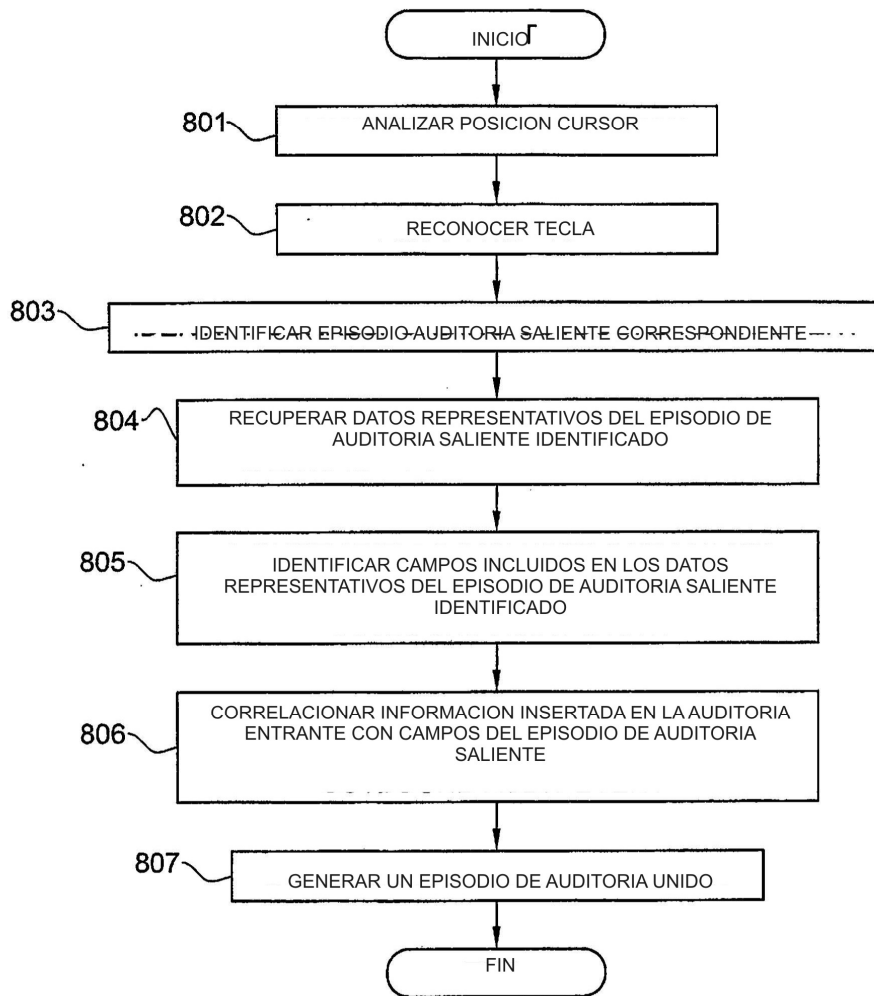 INICIO
801
ANALIZAR POSICION CURSOR
802
RECONOCER TECLA
803
IDENTIFICAR EPISODIO AUDITORIA SALIENTE CORRESPONDIENTE
804
RECUPERAR DATOS REPRESENTATIVOS DEL EPISODIO DE
AUDITORIA SALIENTE IDENTIFICADO
805
IDENTIFICAR CAMPOS INCLUIDOS EN LOS DATOS
REPRESENTATIVOS DEL EPISODIO DE AUDITORIA SALIENTE
IDENTIFICADO
806
CORRELACIONAR INFORMACION INSERTADA EN LA AUDITORIA
ENTRANTE CON CAMPOS DEL EPISODIO DE AUDITORIA
SALIENTE
807
GENERAR UN EPISODIO DE AUDITORIA UNIDO
FIN